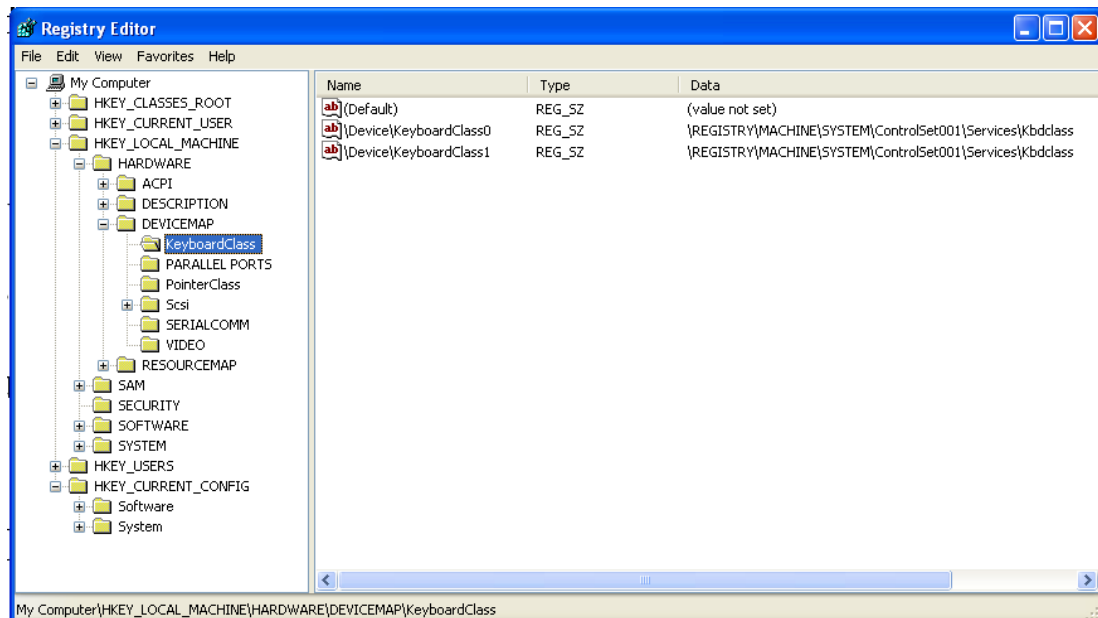 Registry Editor
File Edit View Favorites Help
My Computer
HKEY_CLASSES_ROOT
HKEY_CURRENT_USER
HKEY_LOCAL_MACHINE
HARDWARE
ACPI
DESCRIPTION
DEVICEMAP
KeyboardClass
PARALLEL PORTS
PointerClass
Scsi
SERIALCOMM
VIDEO
RESOURCEMAP
SAM
SECURITY
SOFTWARE
SYSTEM
HKEY_USERS
HKEY_CURRENT_CONFIG
Software
System
Name Type Data
ab (Default) REG_SZ (value not set)
ab \Device\KeyboardClass0 REG_SZ \REGISTRY\MACHINE\SYSTEM\ControlSet001\Services\Kbdclass
ab \Device\KeyboardClass1 REG_SZ \REGISTRY\MACHINE\SYSTEM\ControlSet001\Services\Kbdclass
My Computer\HKEY_LOCAL_MACHINE\HARDWARE\DEVICEMAP\KeyboardClass